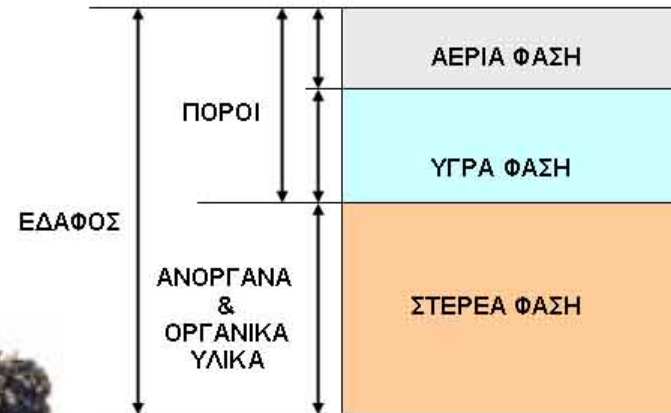 ΑΕΡΙΑ ΦΑΣΗ
ΠΟΡΟΙ
ΥΓΡΑ ΦΑΣΗ
ΕΔΑΦΟΣ
ΑΝΟΡΓΑΝΑ
&
ΟΡΓΑΝΙΚΑ
ΥΛΙΚΑ
ΣΤΕΡΕΑ ΦΑΣΗ